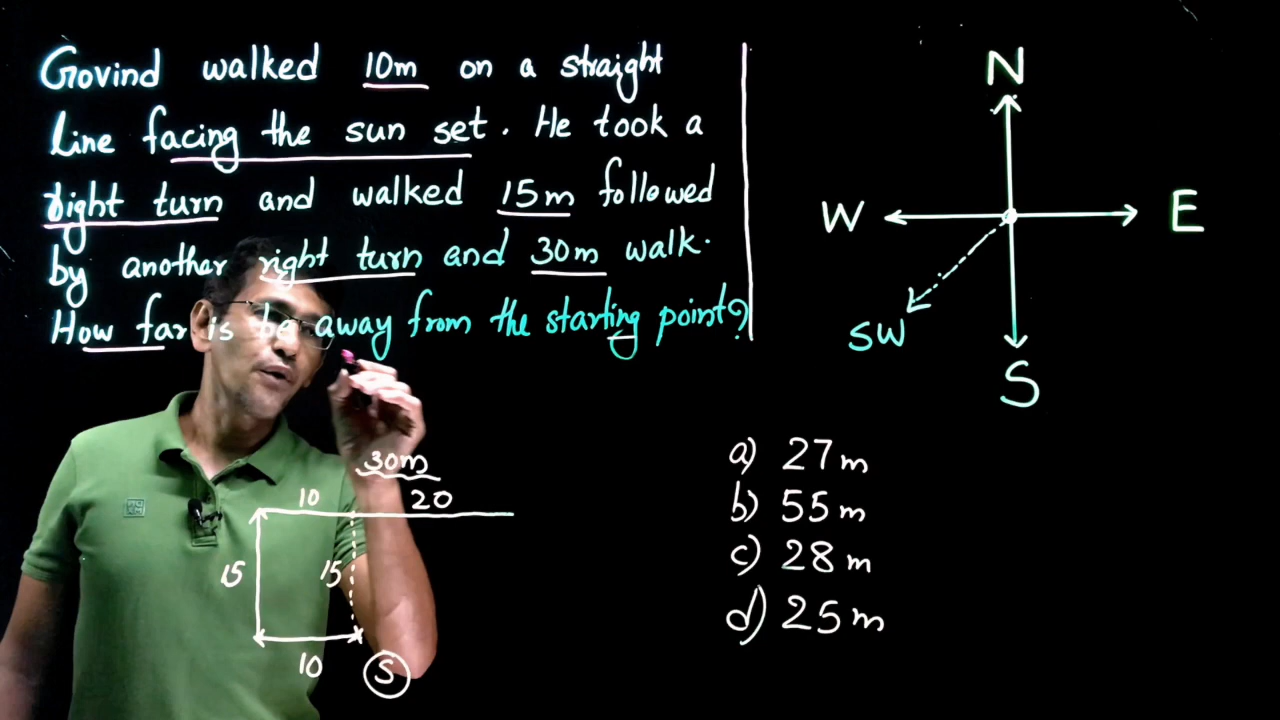 Govind walked 10m on a straight
line facing the sun set. He took a
right turn and walked 15m followed
by another right turn and 30m walk.
How far is he away from the starting point?
N
W
E
SW
S
30m
10
20
15
15
10
S
a) 27m
b) 55m
c) 28m
d) 25m